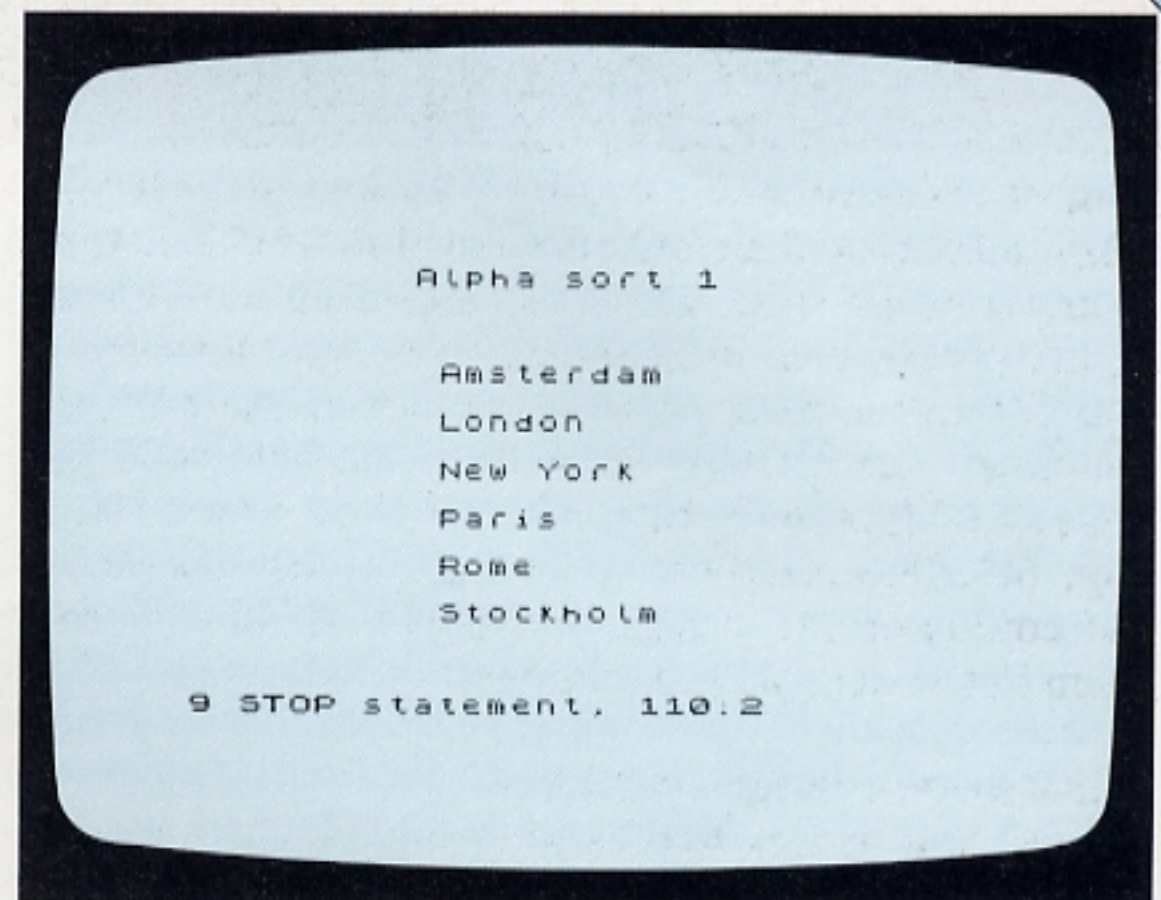 Alpha sort 1
Amsterdam
London
New York
Paris
Rome
Stockholm
9 STOP statement, 110:2